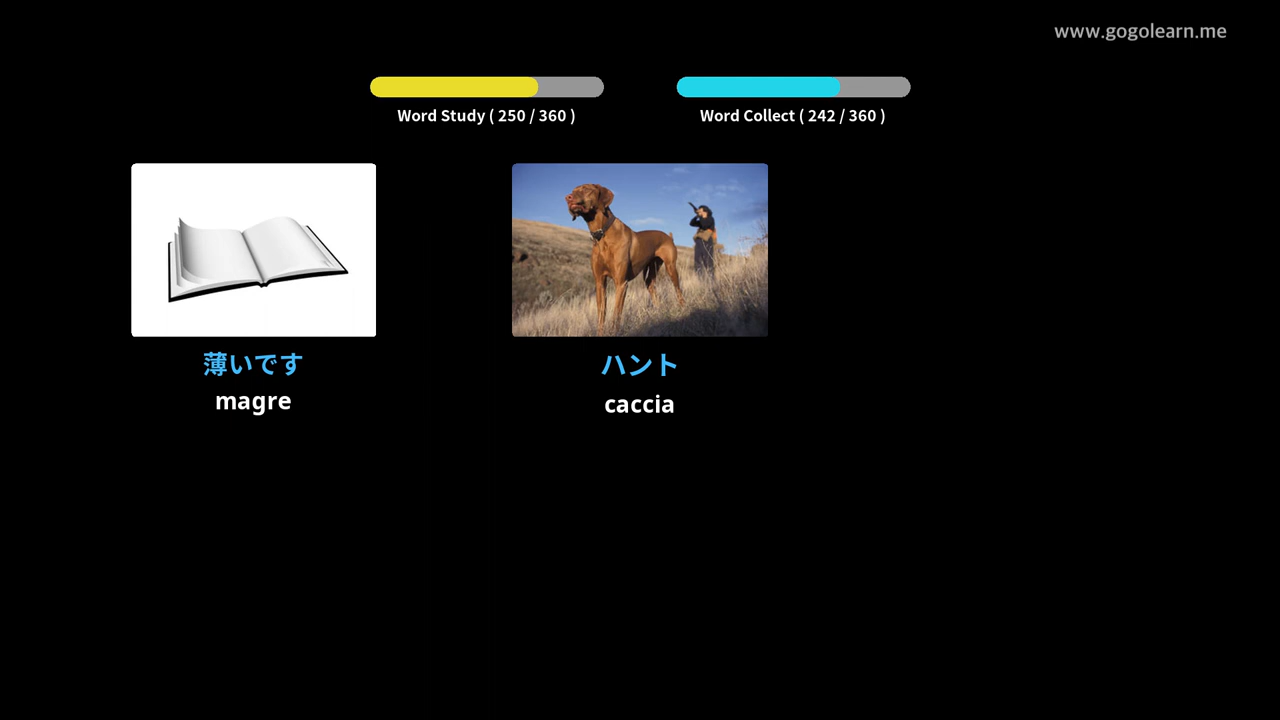 www.gogolearn.me
Word Study ( 250 / 360 )
Word Collect ( 242 / 360 )
薄いです
magre
ハント
caccia